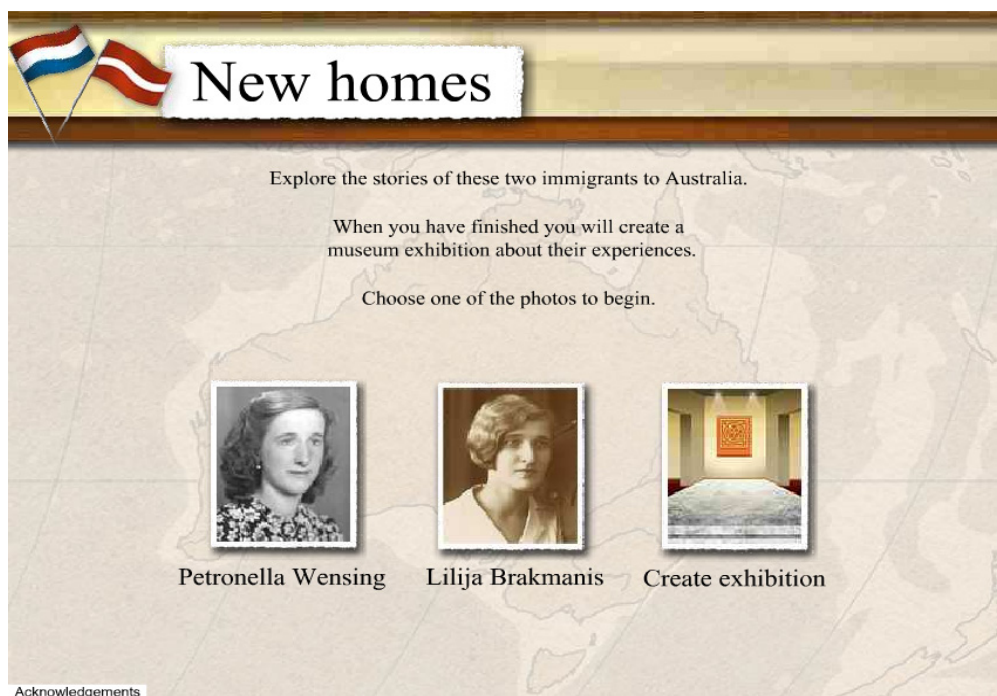 New homes
Explore the stories of these two immigrants to Australia.
When you have finished you will create a
museum exhibition about their experiences.
Choose one of the photos to begin.
Petronella Wensing
Lilija Brakmanis
Create exhibition
Acknowledgements